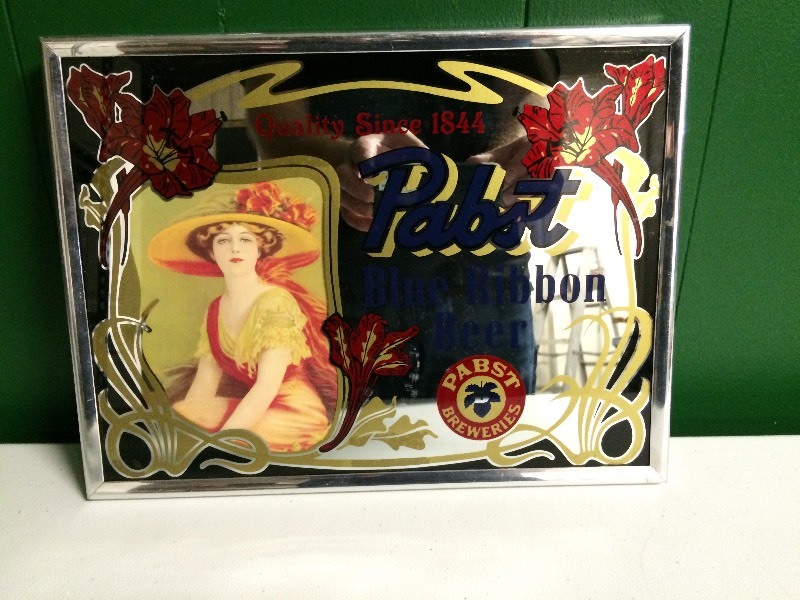 Quality Since 1844
Pabst
Blue Ribbon
Beer
PABST
BREWERIES
B